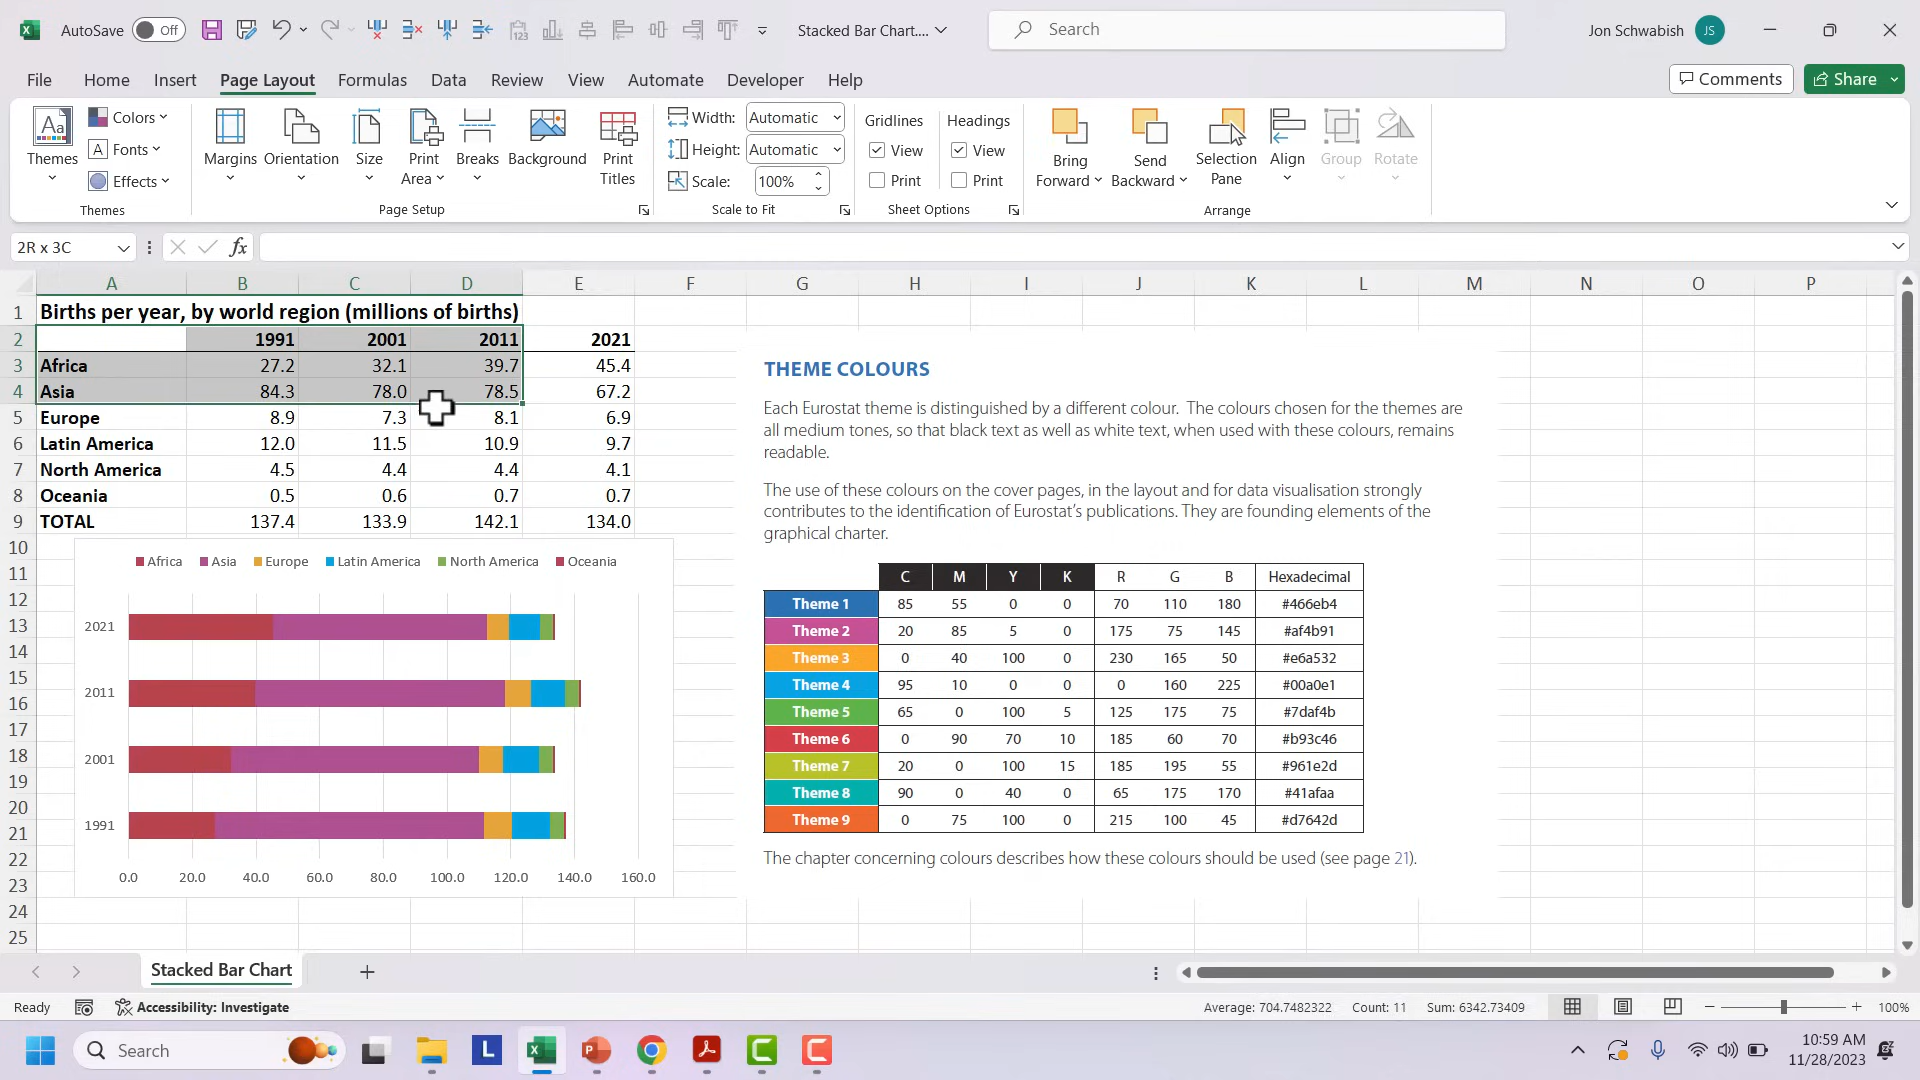 AutoSave Off Stacked Bar Chart.... Search Jon Schwabish JS
File Home Insert Page Layout Formulas Data Review View Automate Developer Help Comments Share
Aa Themes Colors Margins Orientation Size Print Area Breaks Background Print Titles Width: Automatic Gridlines Headings Bring Forward Send Backward Selection Pane Align Group Rotate
A Fonts Height: Automatic View View
Effects Scale: 100% Print Print
Themes Page Setup Scale to Fit Sheet Options Arrange
2R x 3C fx
A B C D E F G H I J K L M N O P
1 Births per year, by world region (millions of births)
2 1991 2001 2011 2021
3 Africa 27.2 32.1 39.7 45.4
4 Asia 84.3 78.0 78.5 67.2
5 Europe 8.9 7.3 8.1 6.9
6 Latin America 12.0 11.5 10.9 9.7
7 North America 4.5 4.4 4.4 4.1
8 Oceania 0.5 0.6 0.7 0.7
9 TOTAL 137.4 133.9 142.1 134.0
10
11
12
13
14
15
16
17
18
19
20
21
22
23
24
25
Africa Asia Europe Latin America North America Oceania
2021
2011
2001
1991
0.0 20.0 40.0 60.0 80.0 100.0 120.0 140.0 160.0
THEME COLOURS
Each Eurostat theme is distinguished by a different colour. The colours chosen for the themes are
all medium tones, so that black text as well as white text, when used with these colours, remains
readable.
The use of these colours on the cover pages, in the layout and for data visualisation strongly
contributes to the identification of Eurostat's publications. They are founding elements of the
graphical charter.
C M Y K R G B Hexadecimal
Theme 1 85 55 0 0 70 110 180 #466eb4
Theme 2 20 85 5 0 175 75 145 #af4b91
Theme 3 0 40 100 0 230 165 50 #e6a532
Theme 4 95 10 0 0 0 160 225 #00a0e1
Theme 5 65 0 100 5 125 175 75 #7daf4b
Theme 6 0 90 70 10 185 60 70 #b93c46
Theme 7 20 0 100 15 185 195 55 #961e2d
Theme 8 90 0 40 0 65 175 170 #41afaa
Theme 9 0 75 100 0 215 100 45 #d7642d
The chapter concerning colours describes how these colours should be used (see page 21).
Stacked Bar Chart
Ready Accessibility: Investigate Average: 704.7482322 Count: 11 Sum: 6342.73409 100%
Search L 10:59 AM
11/28/2023